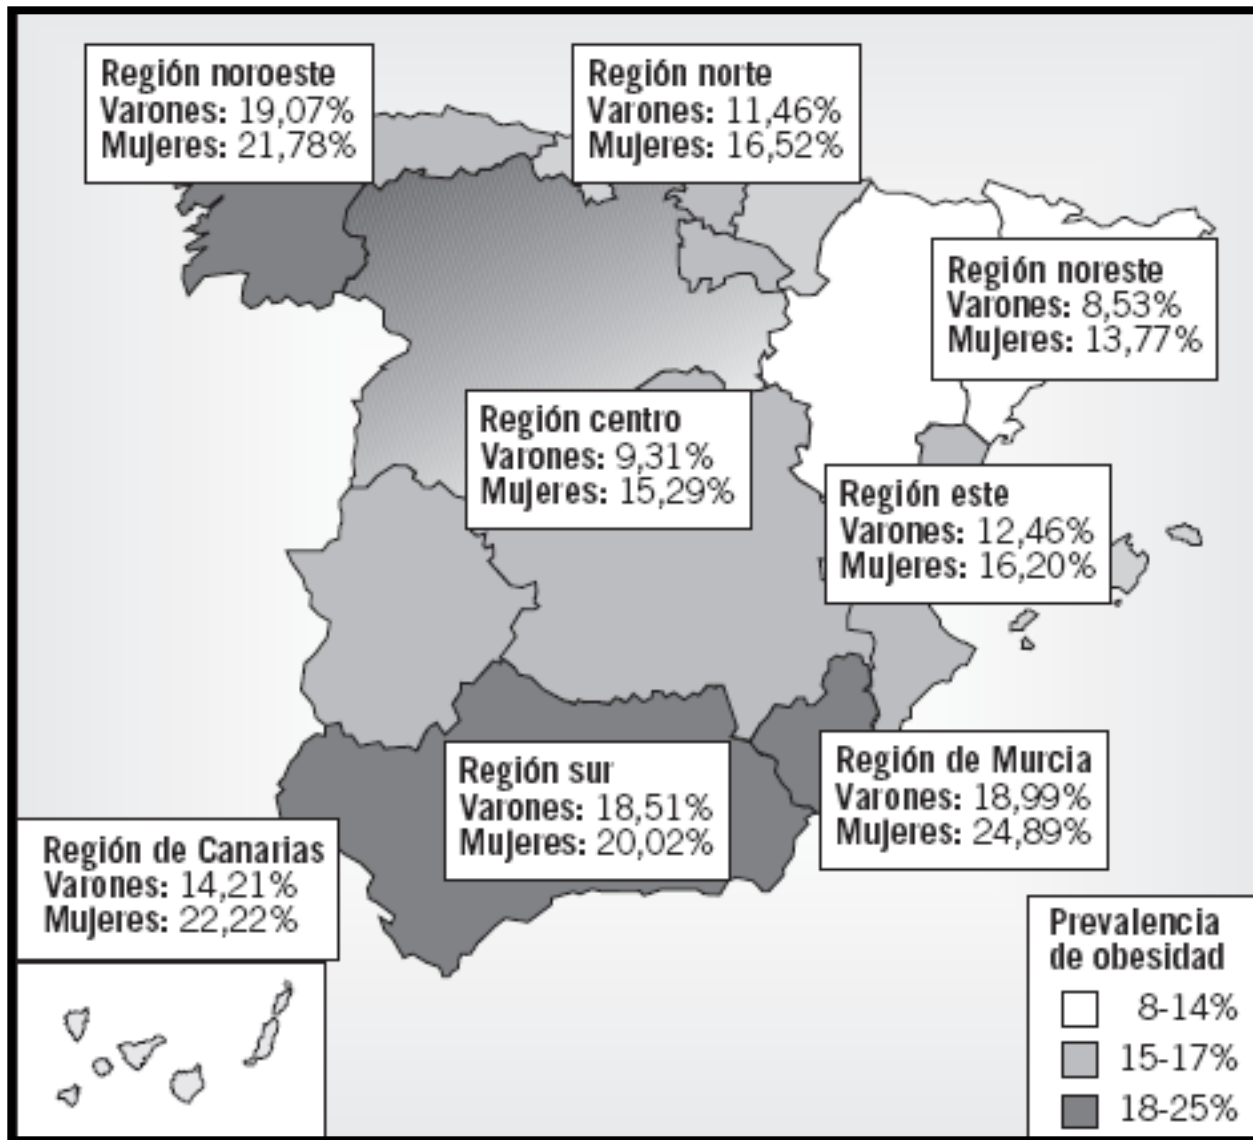 Región noroeste
Varones: 19,07%
Mujeres: 21,78%
Región norte
Varones: 11,46%
Mujeres: 16,52%
Región noreste
Varones: 8,53%
Mujeres: 13,77%
Región centro
Varones: 9,31%
Mujeres: 15,29%
Región este
Varones: 12,46%
Mujeres: 16,20%
Región sur
Varones: 18,51%
Mujeres: 20,02%
Región de Murcia
Varones: 18,99%
Mujeres: 24,89%
Región de Canarias
Varones: 14,21%
Mujeres: 22,22%
Prevalencia
de obesidad
8-14%
15-17%
18-25%